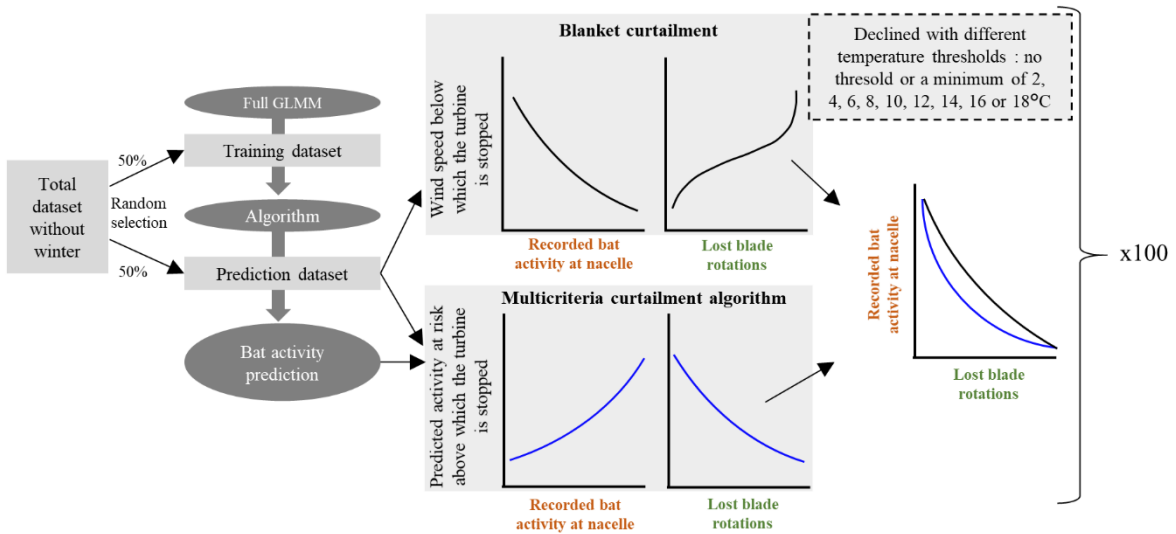 Total
dataset
without
winter
50%
Random
selection
50%
Full GLMM
Training dataset
Algorithm
Prediction dataset
Bat activity
prediction
Blanket curtailment
Wind speed below
which the turbine
is stopped
Recorded bat
activity at nacelle
Lost blade
rotations
Multicriteria curtailment algorithm
Predicted activity at risk
above which the turbine
is stopped
Recorded bat
activity at nacelle
Lost blade
rotations
Declined with different
temperature thresholds : no
thresold or a minimum of 2,
4, 6, 8, 10, 12, 14, 16 or 18°C
Recorded bat
activity at nacelle
Lost blade
rotations
x100